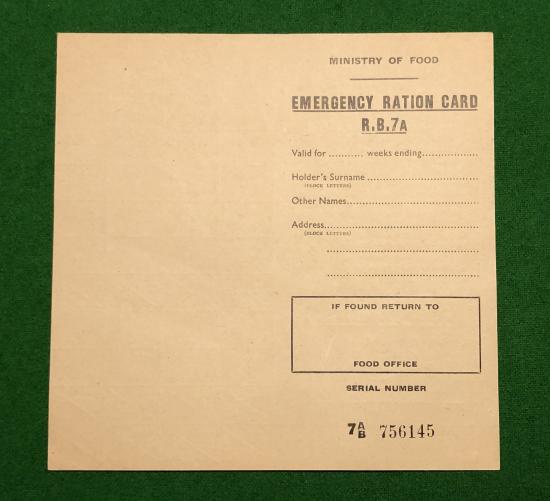 MINISTRY OF FOOD
EMERGENCY RATION CARD
R.B.7A
Valid for ........... weeks ending..................
Holder's Surname ....................................
(BLOCK LETTERS)
Other Names..........................................
Address................................................
(BLOCK LETTERS)
IF FOUND RETURN TO
FOOD OFFICE
SERIAL NUMBER
7 A/B 756145